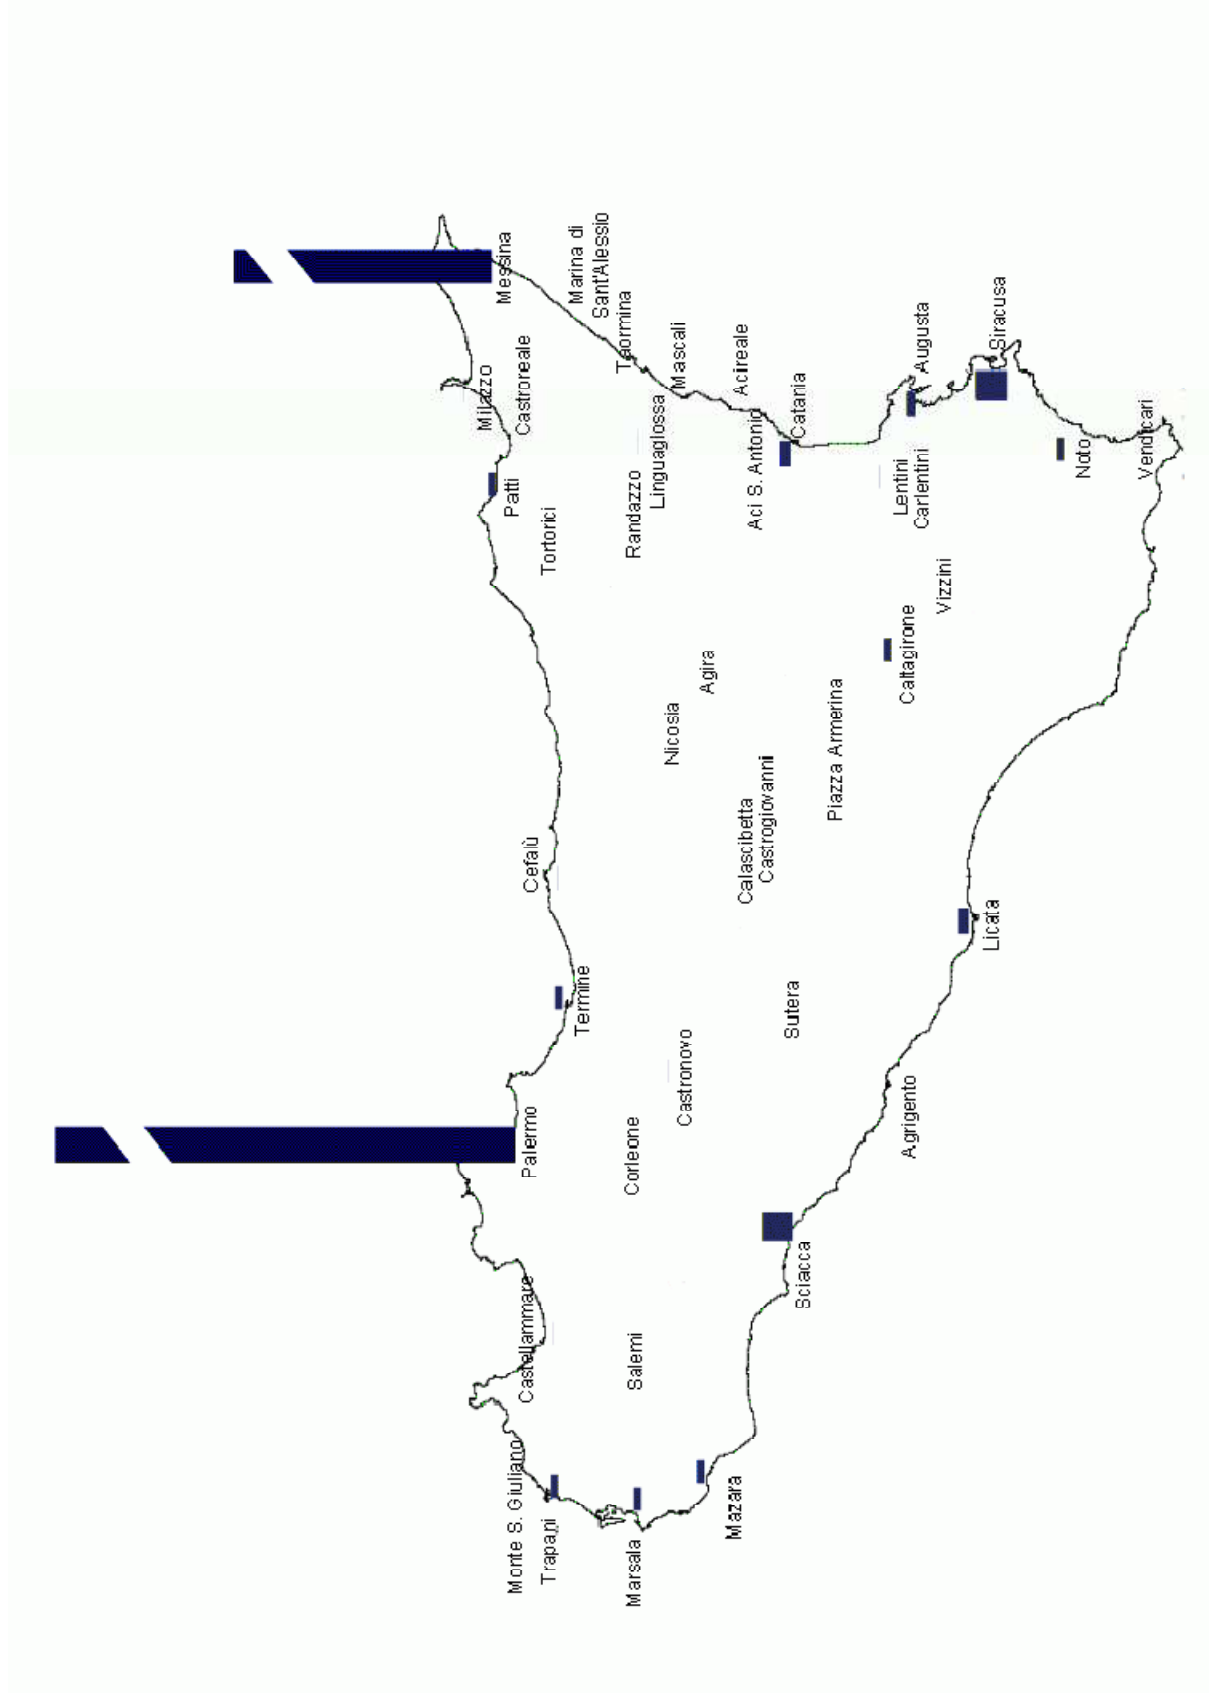 Messina
Milazzo
Castroreale
Marina di
Sant'Alessio
Taormina
Patti
Tortorici
Mascali
Randazzo
Linguaglossa
Acireale
Aci S. Antonio
Catania
Augusta
Siracusa
Lentini
Carlentini
Noto
Vendicari
Vizzini
Caltagirone
Agira
Nicosia
Piazza Armerina
Calascibetta
Castrogiovanni
Cefalù
Termine
Licata
Sutera
Castronovo
Agrigento
Palermo
Corleone
Sciacca
Castellammare
Salemi
Monte S. Giuliano
Trapani
Marsala
Mazara